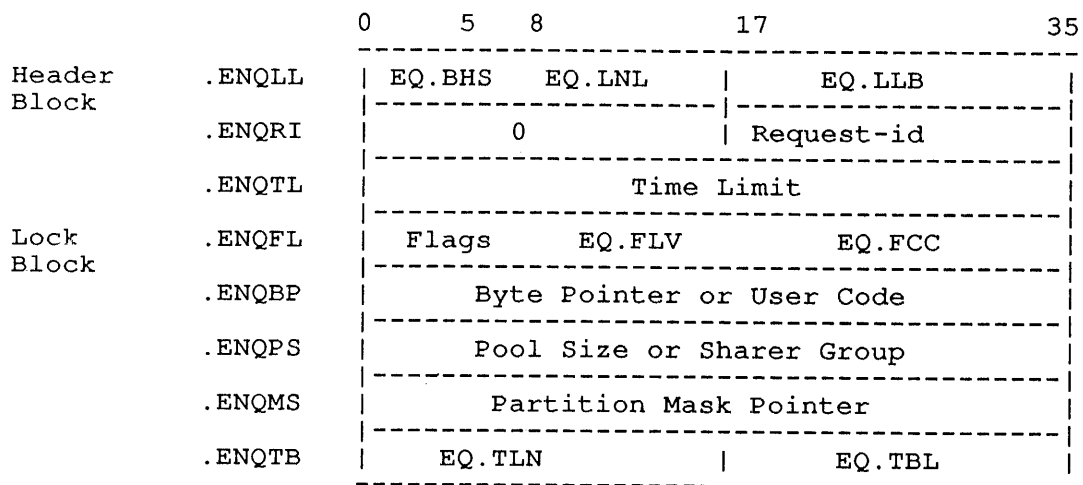 0 5 8 17 35
Header .ENQLL | EQ.BHS EQ.LNL | EQ.LLB |
Block
.ENQRI | 0 | Request-id |
.ENQTL | Time Limit |
Lock .ENQFL | Flags EQ.FLV EQ.FCC |
Block
.ENQBP | Byte Pointer or User Code |
.ENQPS | Pool Size or Sharer Group |
.ENQMS | Partition Mask Pointer |
.ENQTB | EQ.TLN | EQ.TBL |